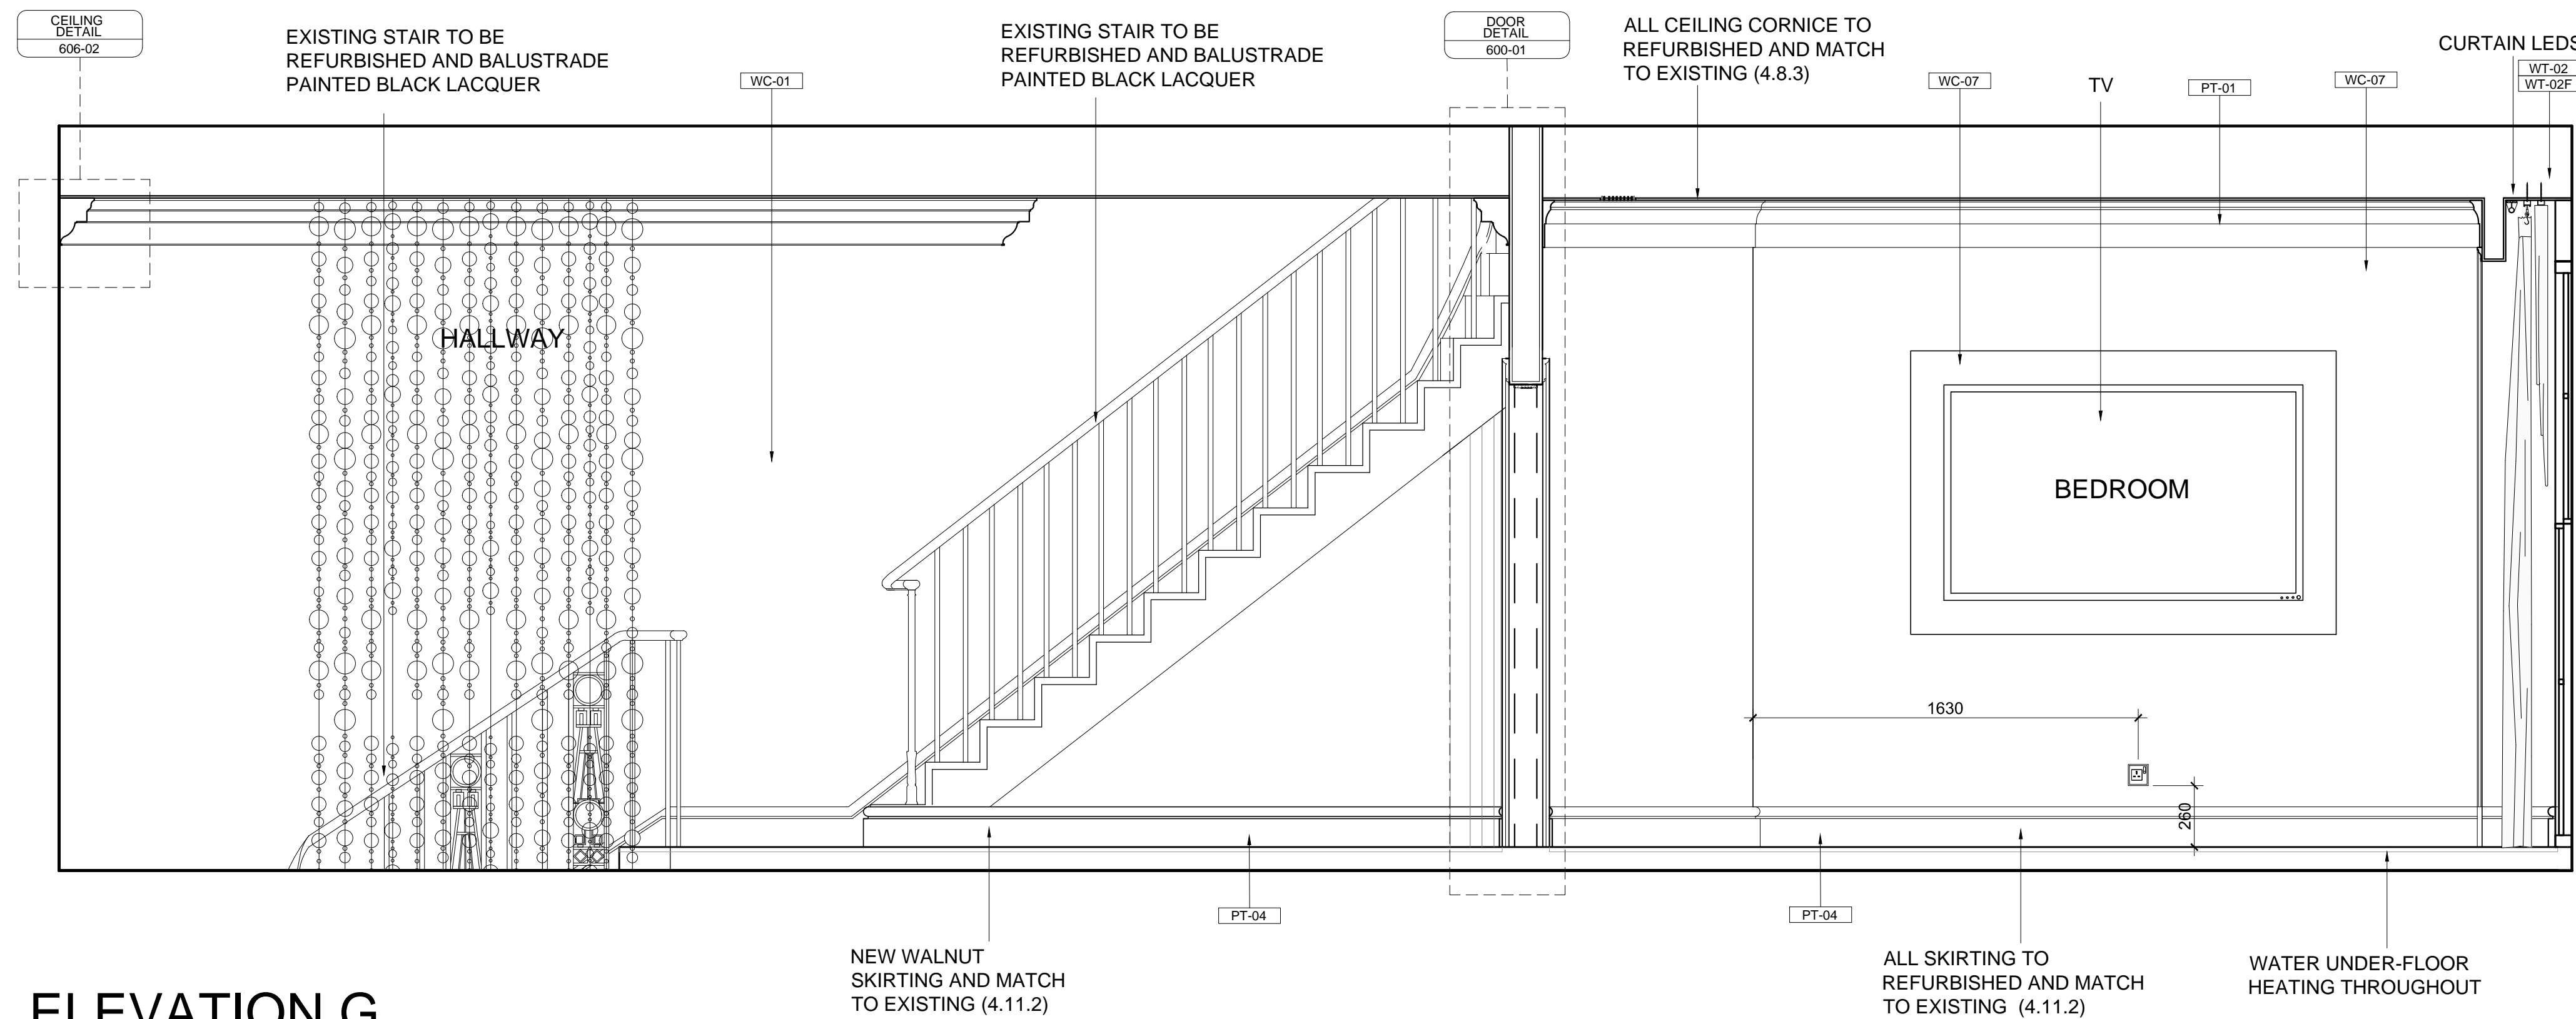 CEILING
DETAIL
606-02
EXISTING STAIR TO BE
REFURBISHED AND BALUSTRADE
PAINTED BLACK LACQUER
WC-01
EXISTING STAIR TO BE
REFURBISHED AND BALUSTRADE
PAINTED BLACK LACQUER
DOOR
DETAIL
600-01
ALL CEILING CORNICE TO
REFURBISHED AND MATCH
TO EXISTING (4.8.3)
WC-07
TV
PT-01
WC-07
CURTAIN LEDS
WT-02
WT-02F
HALLWAY
BEDROOM
1630
260
PT-04
PT-04
NEW WALNUT
SKIRTING AND MATCH
TO EXISTING (4.11.2)
ALL SKIRTING TO
REFURBISHED AND MATCH
TO EXISTING (4.11.2)
WATER UNDER-FLOOR
HEATING THROUGHOUT
ELEVATION G